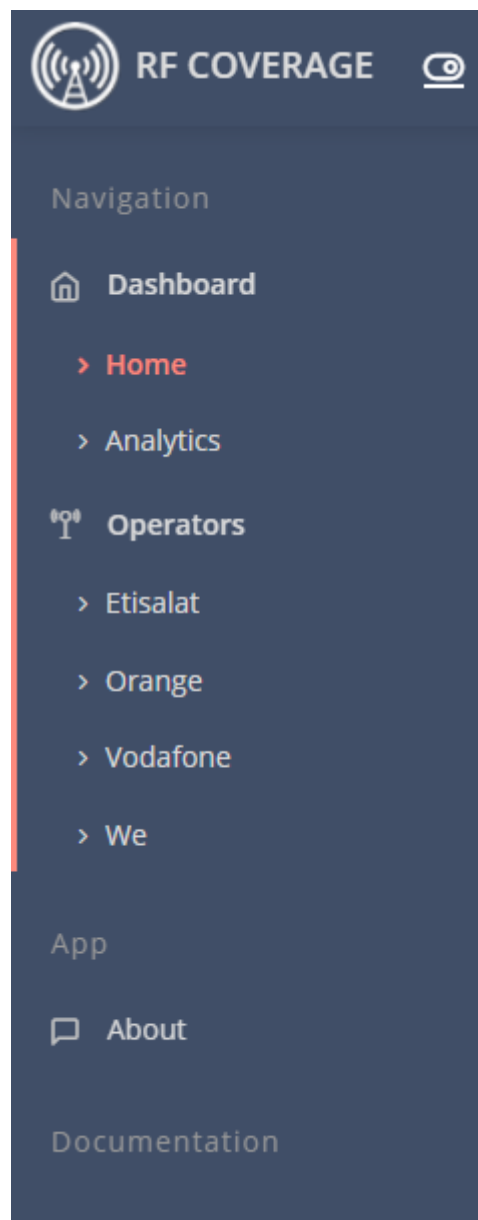 RF COVERAGE
Navigation
Dashboard
Home
Analytics
Operators
Etisalat
Orange
Vodafone
We
App
About
Documentation